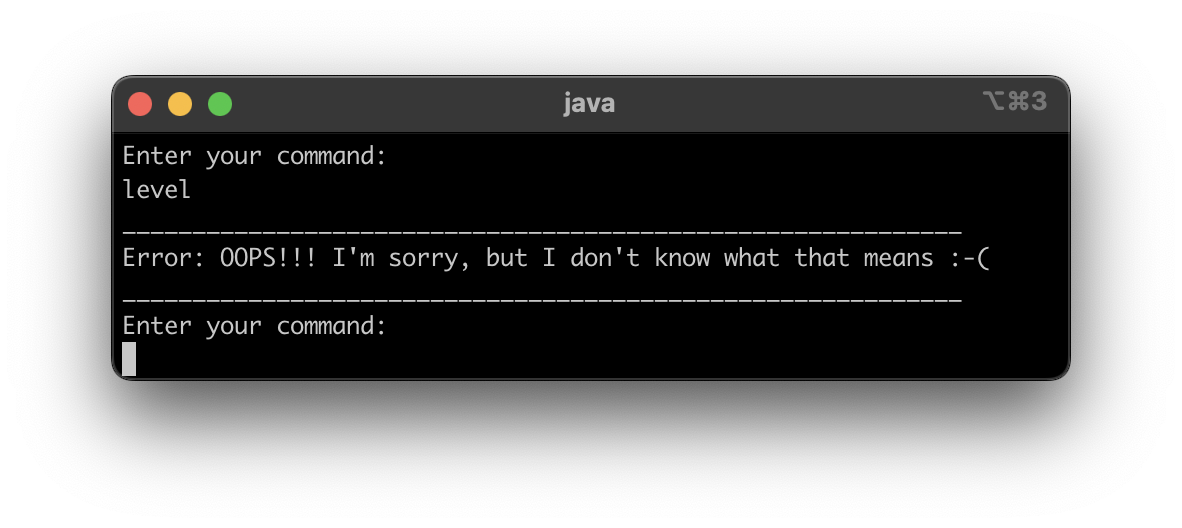 java
⌥⌘3
Enter your command:
level
____________________________________________________________
Error: OOPS!!! I'm sorry, but I don't know what that means :-(
____________________________________________________________
Enter your command: